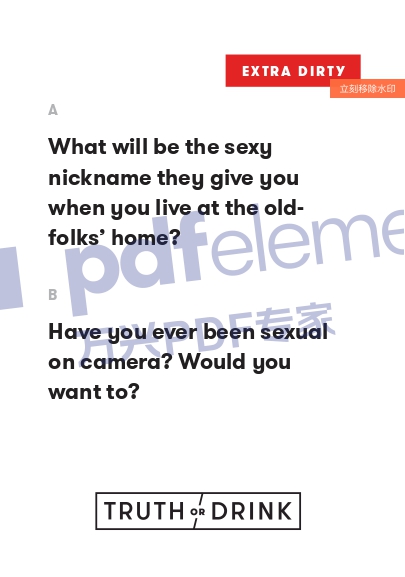 EXTRA DIRTY
立刻移除水印
A
What will be the sexy
nickname they give you
when you live at the old-
folks’ home?
pdfeleme
B
Have you ever been sexual
on camera? Would you
want to?
万兴PDF专家
TRUTH OR DRINK